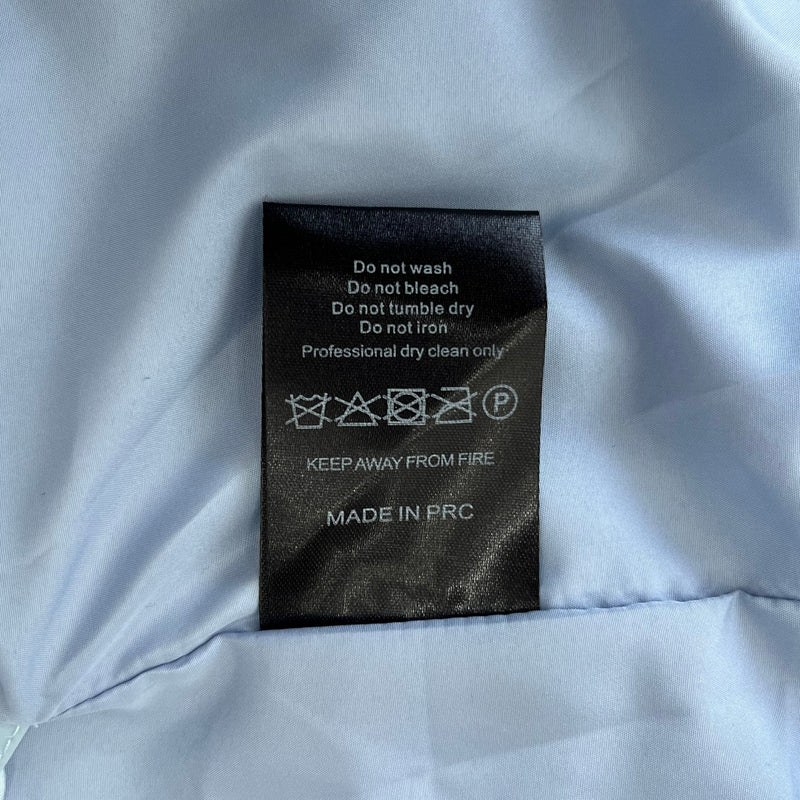 Do not wash
Do not bleach
Do not tumble dry
Do not iron
Professional dry clean only
P
KEEP AWAY FROM FIRE
MADE IN PRC